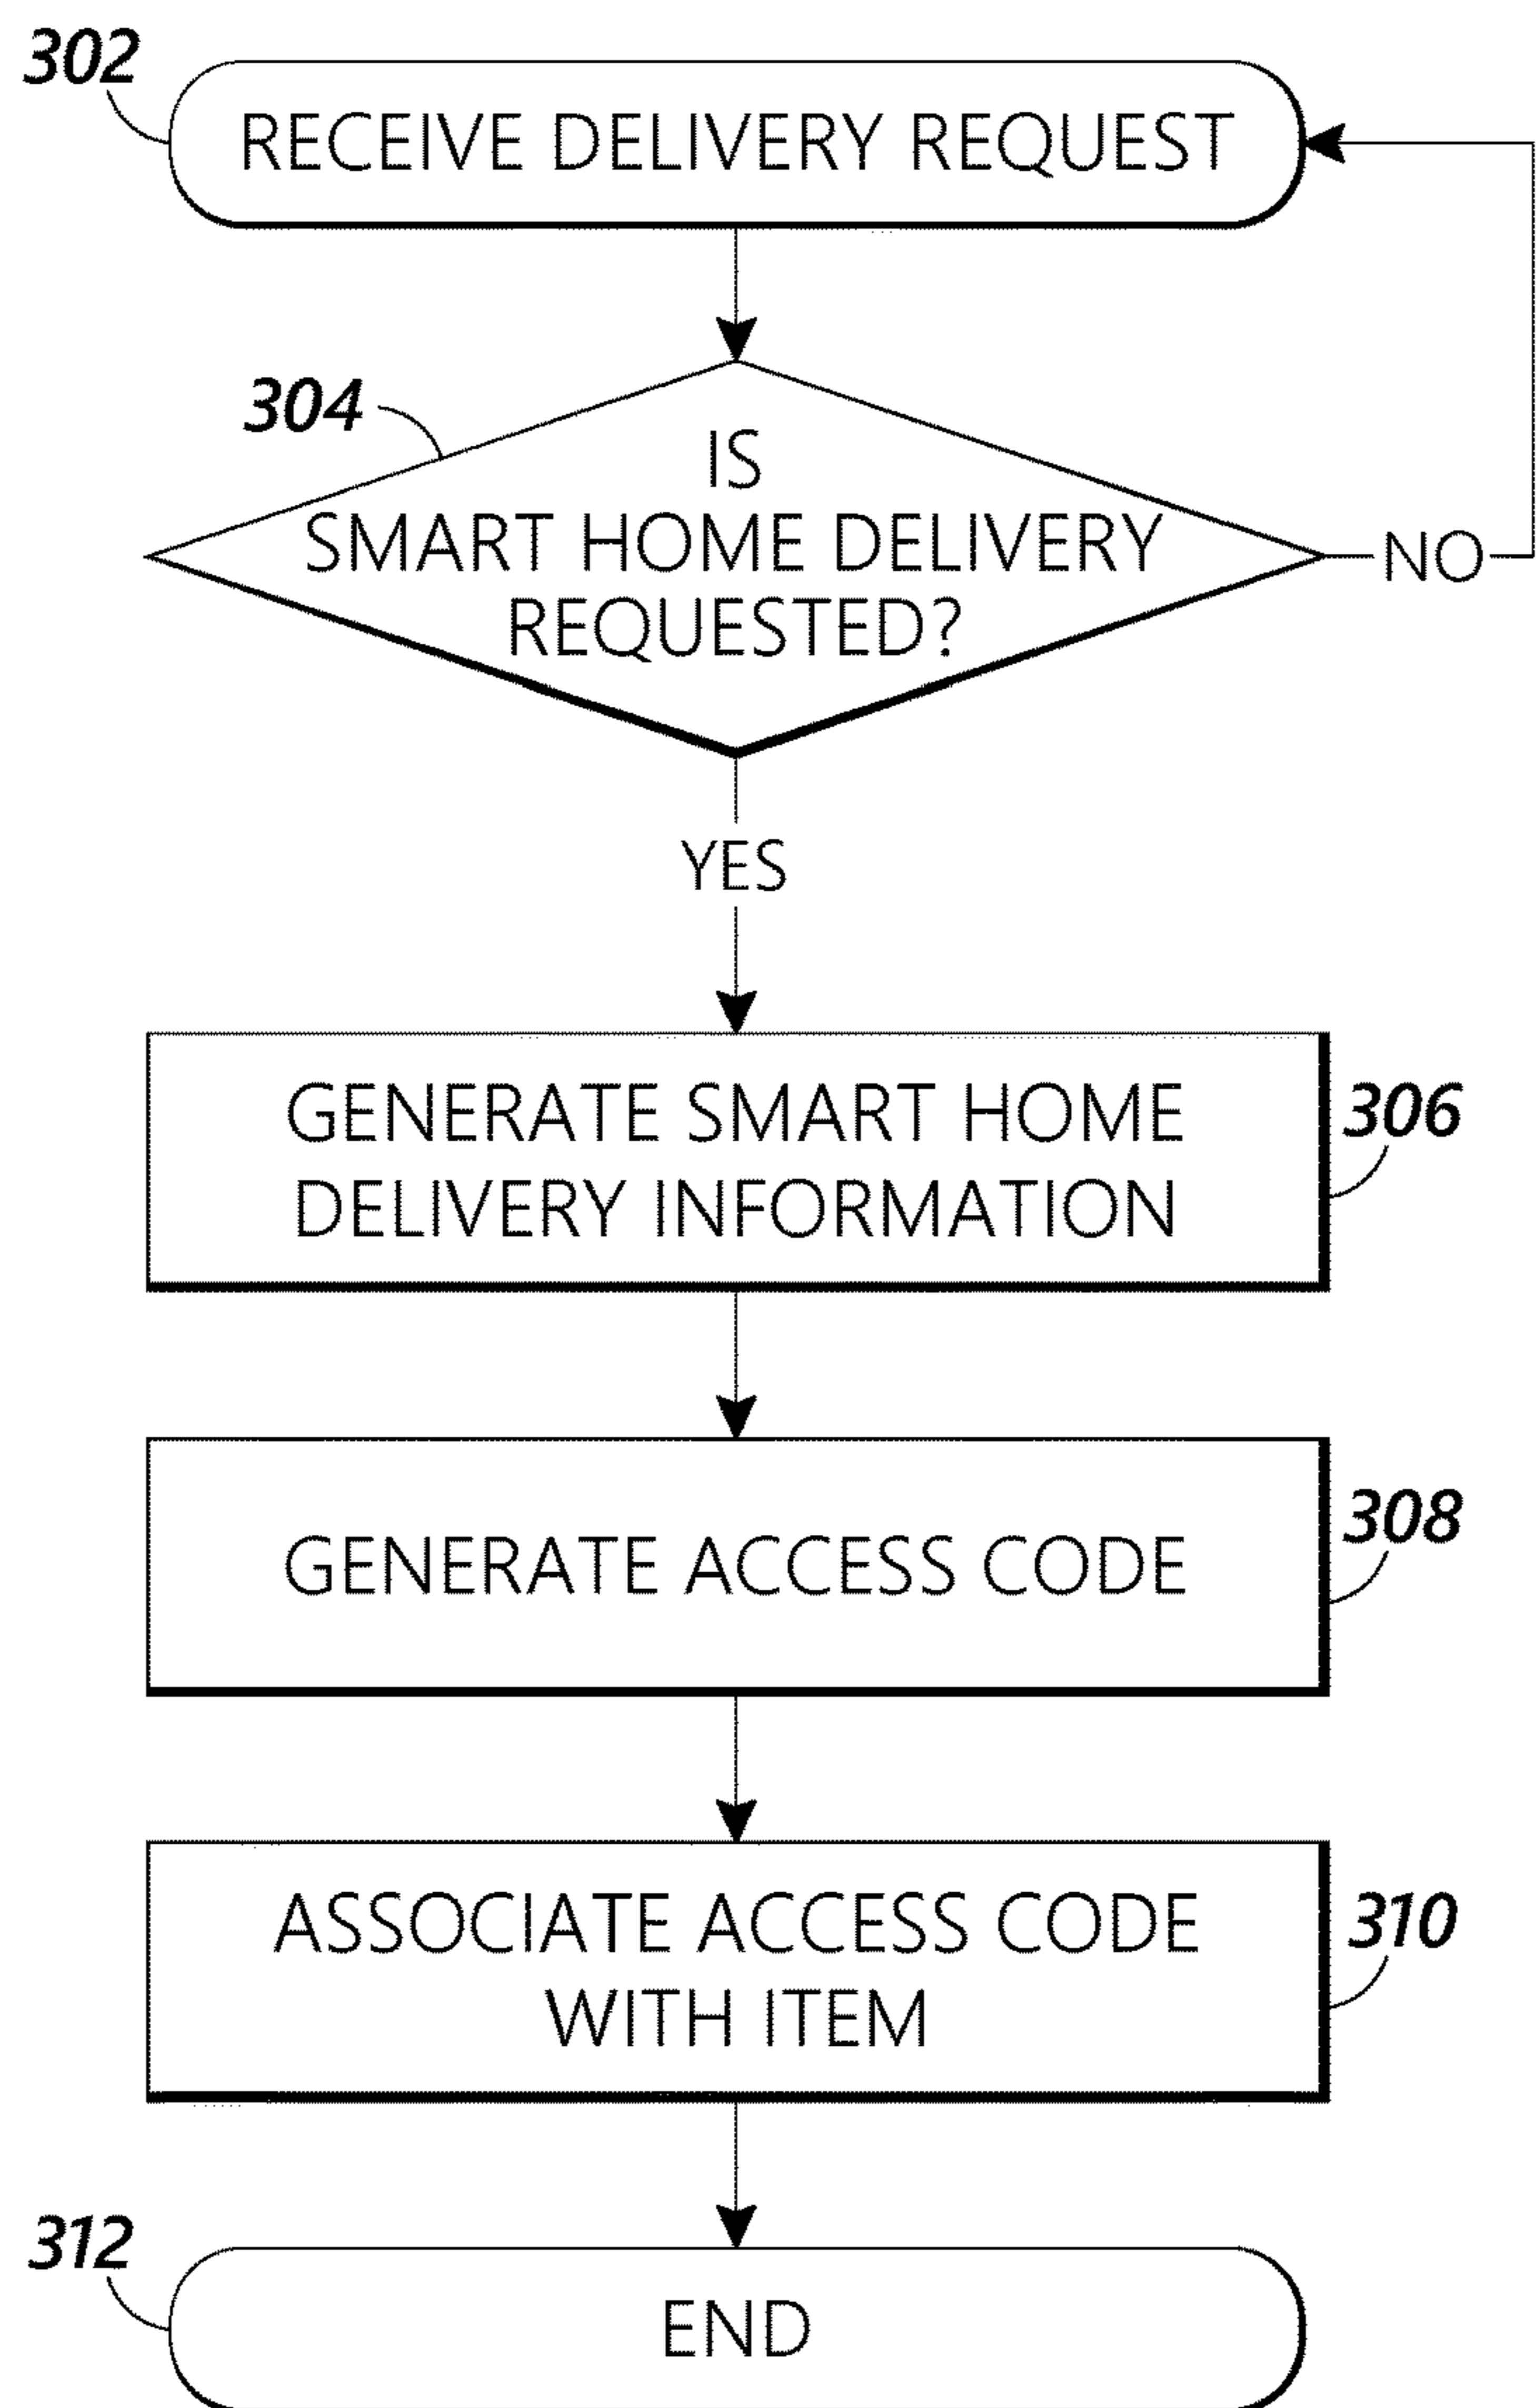 302
RECEIVE DELIVERY REQUEST
304
IS
SMART HOME DELIVERY
REQUESTED?
NO
YES
GENERATE SMART HOME
DELIVERY INFORMATION
306
GENERATE ACCESS CODE
308
ASSOCIATE ACCESS CODE
WITH ITEM
310
312
END